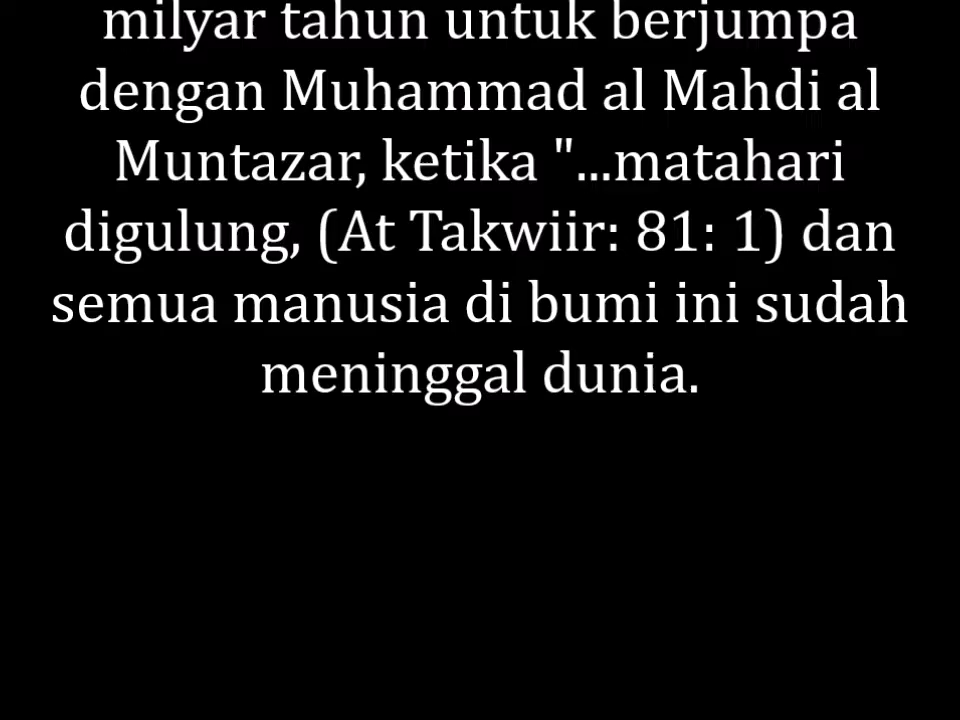 milyar tahun untuk berjumpa
dengan Muhammad al Mahdi al
Muntazar, ketika "...matahari
digulung, (At Takwiir: 81: 1) dan
semua manusia di bumi ini sudah
meninggal dunia.